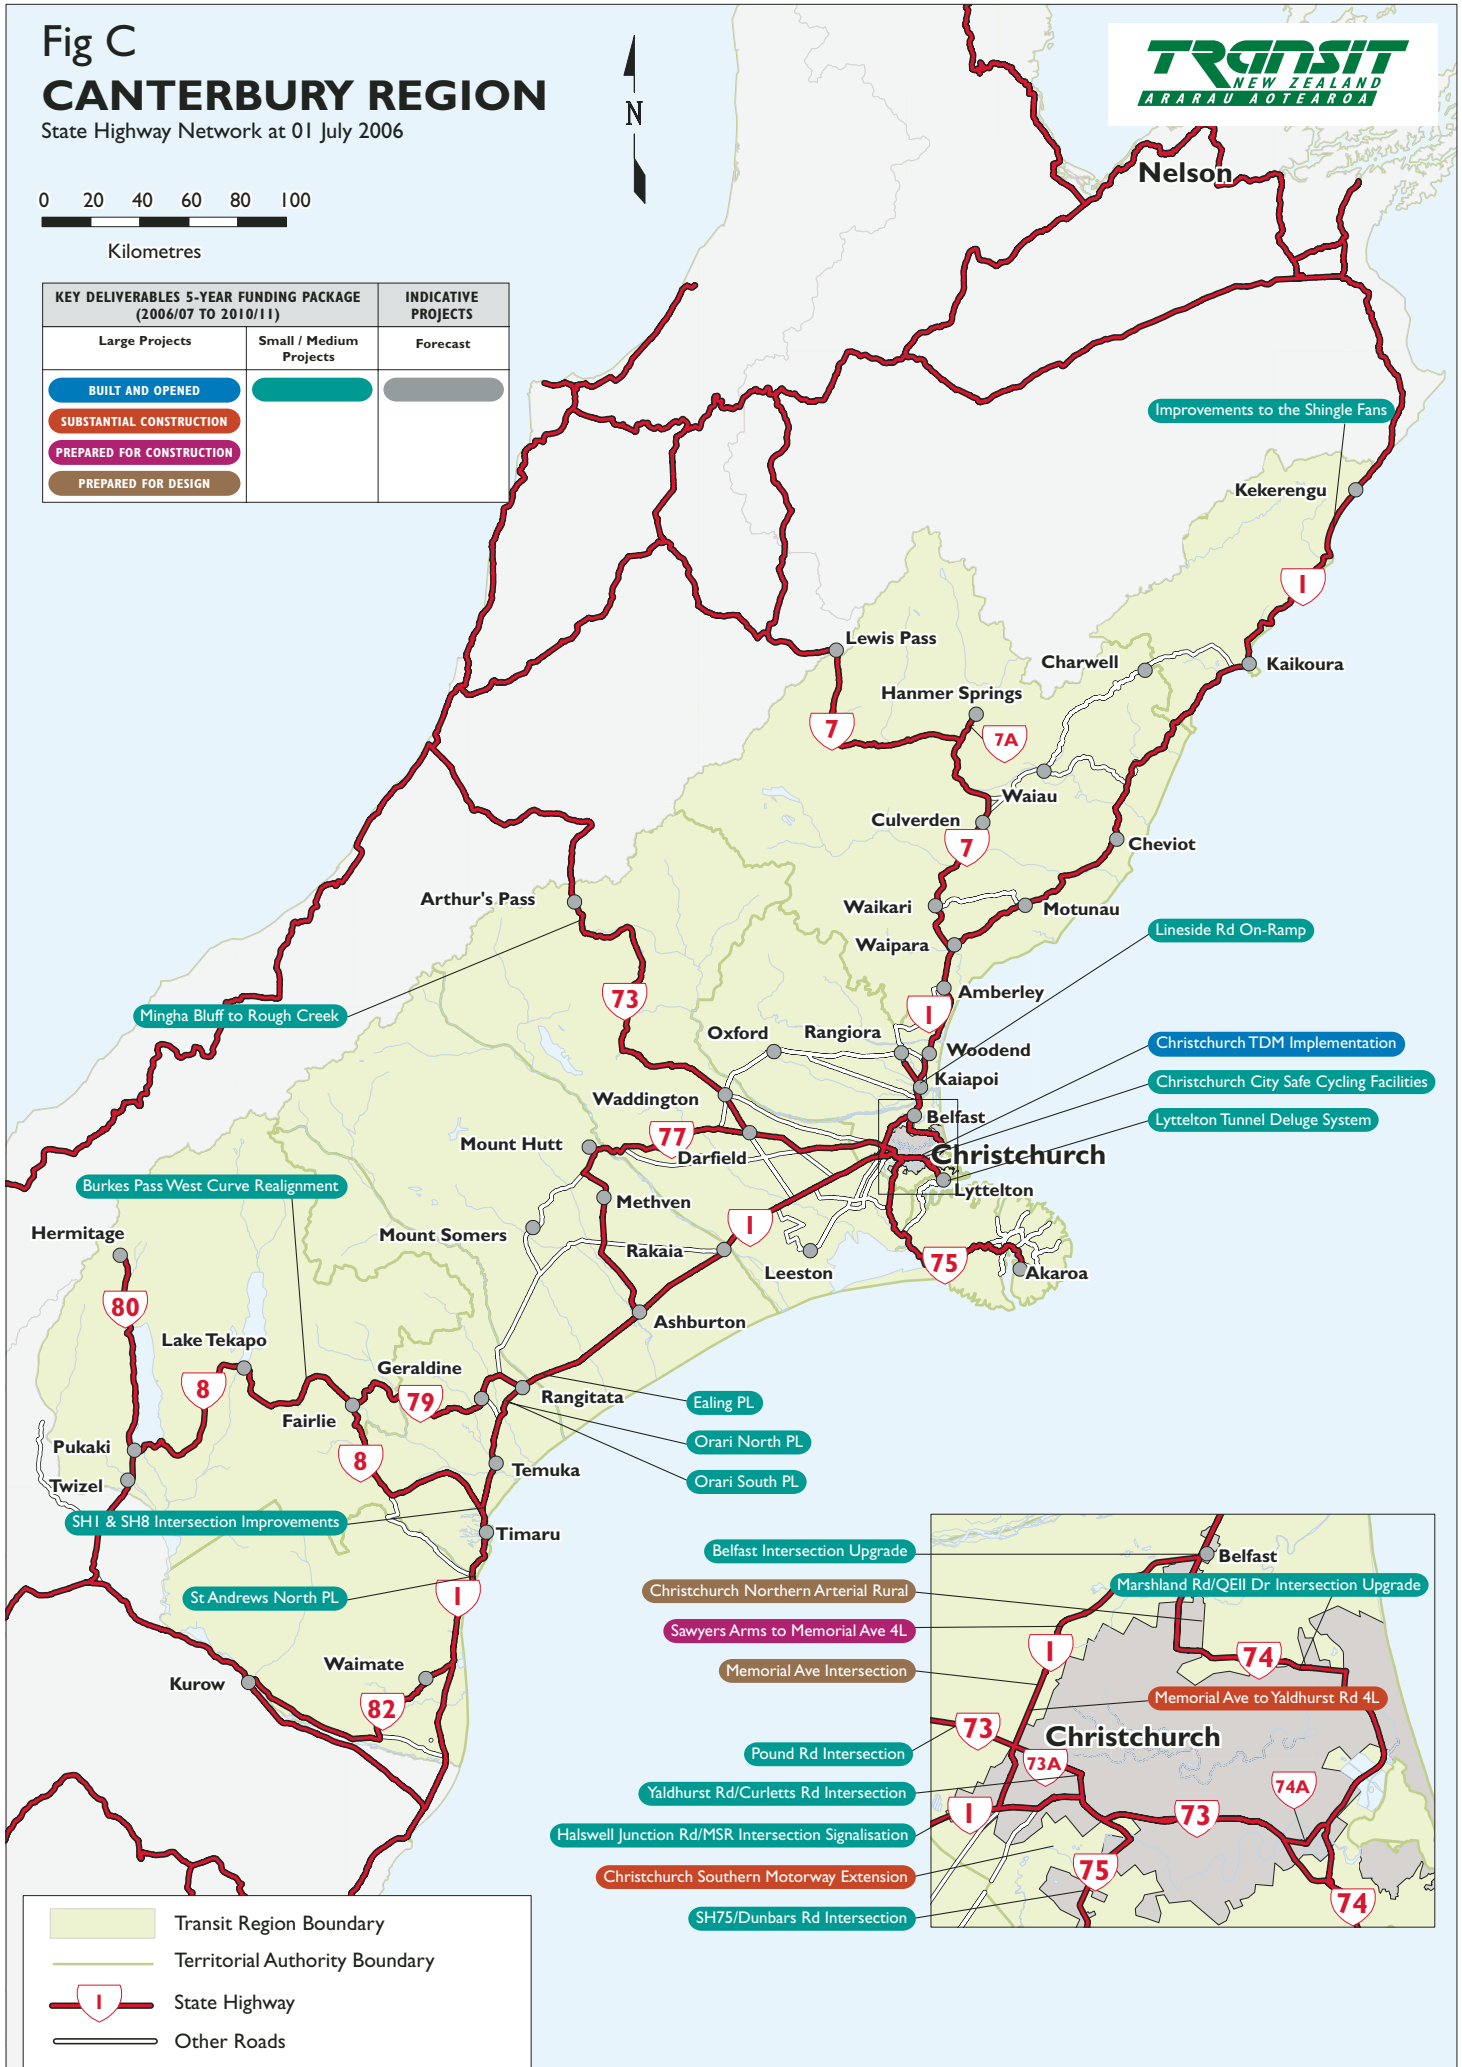 Fig C
CANTERBURY REGION
State Highway Network at 01 July 2006
TRANSIT
NEW ZEALAND
ARARAU AOTEAROA
N
0 20 40 60 80 100
Kilometres
KEY DELIVERABLES 5-YEAR FUNDING PACKAGE
(2006/07 TO 2010/11)
INDICATIVE
PROJECTS
Large Projects
Small / Medium
Projects
Forecast
BUILT AND OPENED
SUBSTANTIAL CONSTRUCTION
PREPARED FOR CONSTRUCTION
PREPARED FOR DESIGN
Nelson
Improvements to the Shingle Fans
Kekerengu
1
Lewis Pass
Charwell
Kaikoura
Hanmer Springs
7
7A
Waiau
Culverden
7
Cheviot
Arthur's Pass
Waikari
Motunau
Lineside Rd On-Ramp
Waipara
Amberley
73
1
Mingha Bluff to Rough Creek
Oxford
Rangiora
Woodend
Christchurch TDM Implementation
Kaiapoi
Christchurch City Safe Cycling Facilities
Waddington
Belfast
Lyttelton Tunnel Deluge System
77
Mount Hutt
Darfield
Christchurch
Burkes Pass West Curve Realignment
Lyttelton
Methven
Hermitage
Mount Somers
1
Rakaia
Leeston
75
Akaroa
80
Ashburton
Lake Tekapo
Geraldine
8
79
Rangitata
Ealing PL
Fairlie
Orari North PL
Pukaki
8
Temuka
Orari South PL
Twizel
SH1 & SH8 Intersection Improvements
Timaru
St Andrews North PL
1
Waimate
Kurow
82
Belfast Intersection Upgrade
Belfast
Christchurch Northern Arterial Rural
Marshland Rd/QEII Dr Intersection Upgrade
Sawyers Arms to Memorial Ave 4L
1
74
Memorial Ave Intersection
Memorial Ave to Yaldhurst Rd 4L
73
Christchurch
Pound Rd Intersection
73A
Yaldhurst Rd/Curletts Rd Intersection
74A
1
73
Halswell Junction Rd/MSR Intersection Signalisation
Christchurch Southern Motorway Extension
75
74
SH75/Dunbars Rd Intersection
Transit Region Boundary
Territorial Authority Boundary
1
State Highway
Other Roads